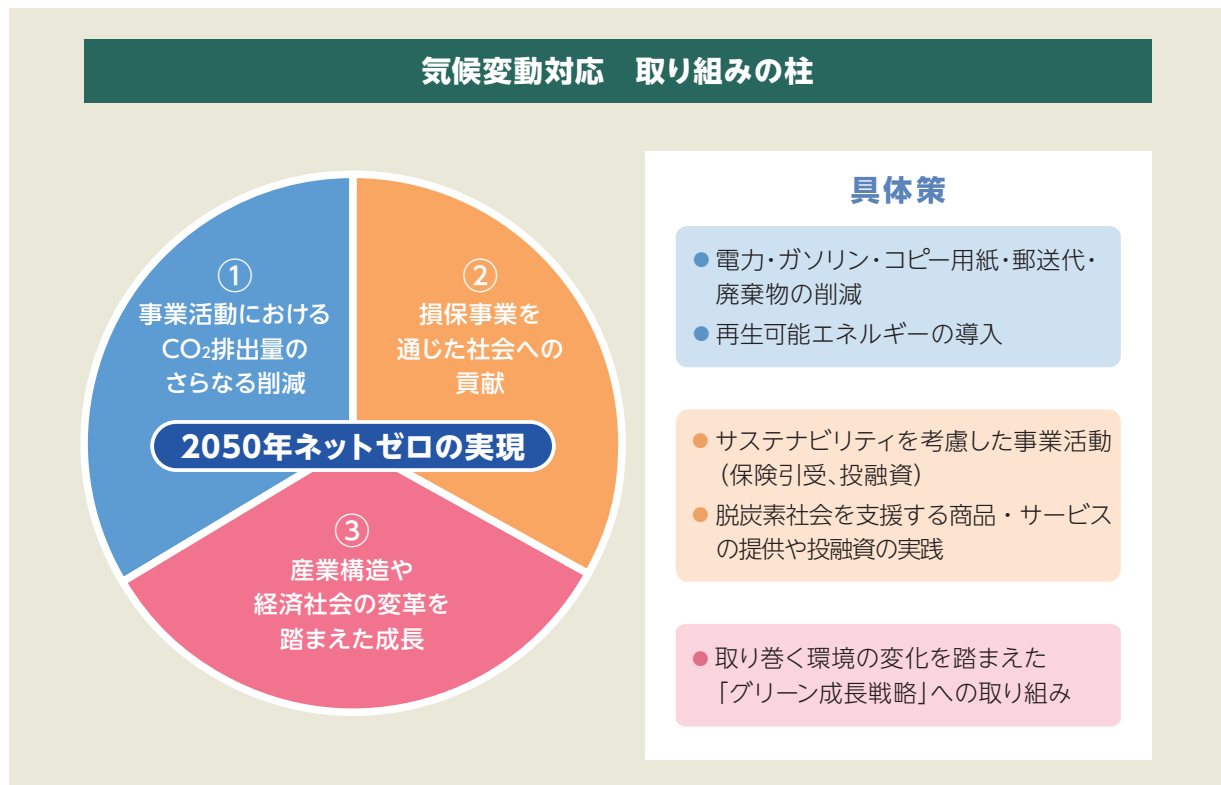 気候変動対応　取り組みの柱
①
事業活動における
CO₂排出量の
さらなる削減
②
損保事業を
通じた社会への
貢献
2050年ネットゼロの実現
③
産業構造や
経済社会の変革を
踏まえた成長
具体策
● 電力・ガソリン・コピー用紙・郵送代・
廃棄物の削減
● 再生可能エネルギーの導入
● サステナビリティを考慮した事業活動
（保険引受、投融資）
● 脱炭素社会を支援する商品・サービス
の提供や投融資の実践
● 取り巻く環境の変化を踏まえた
「グリーン成長戦略」への取り組み